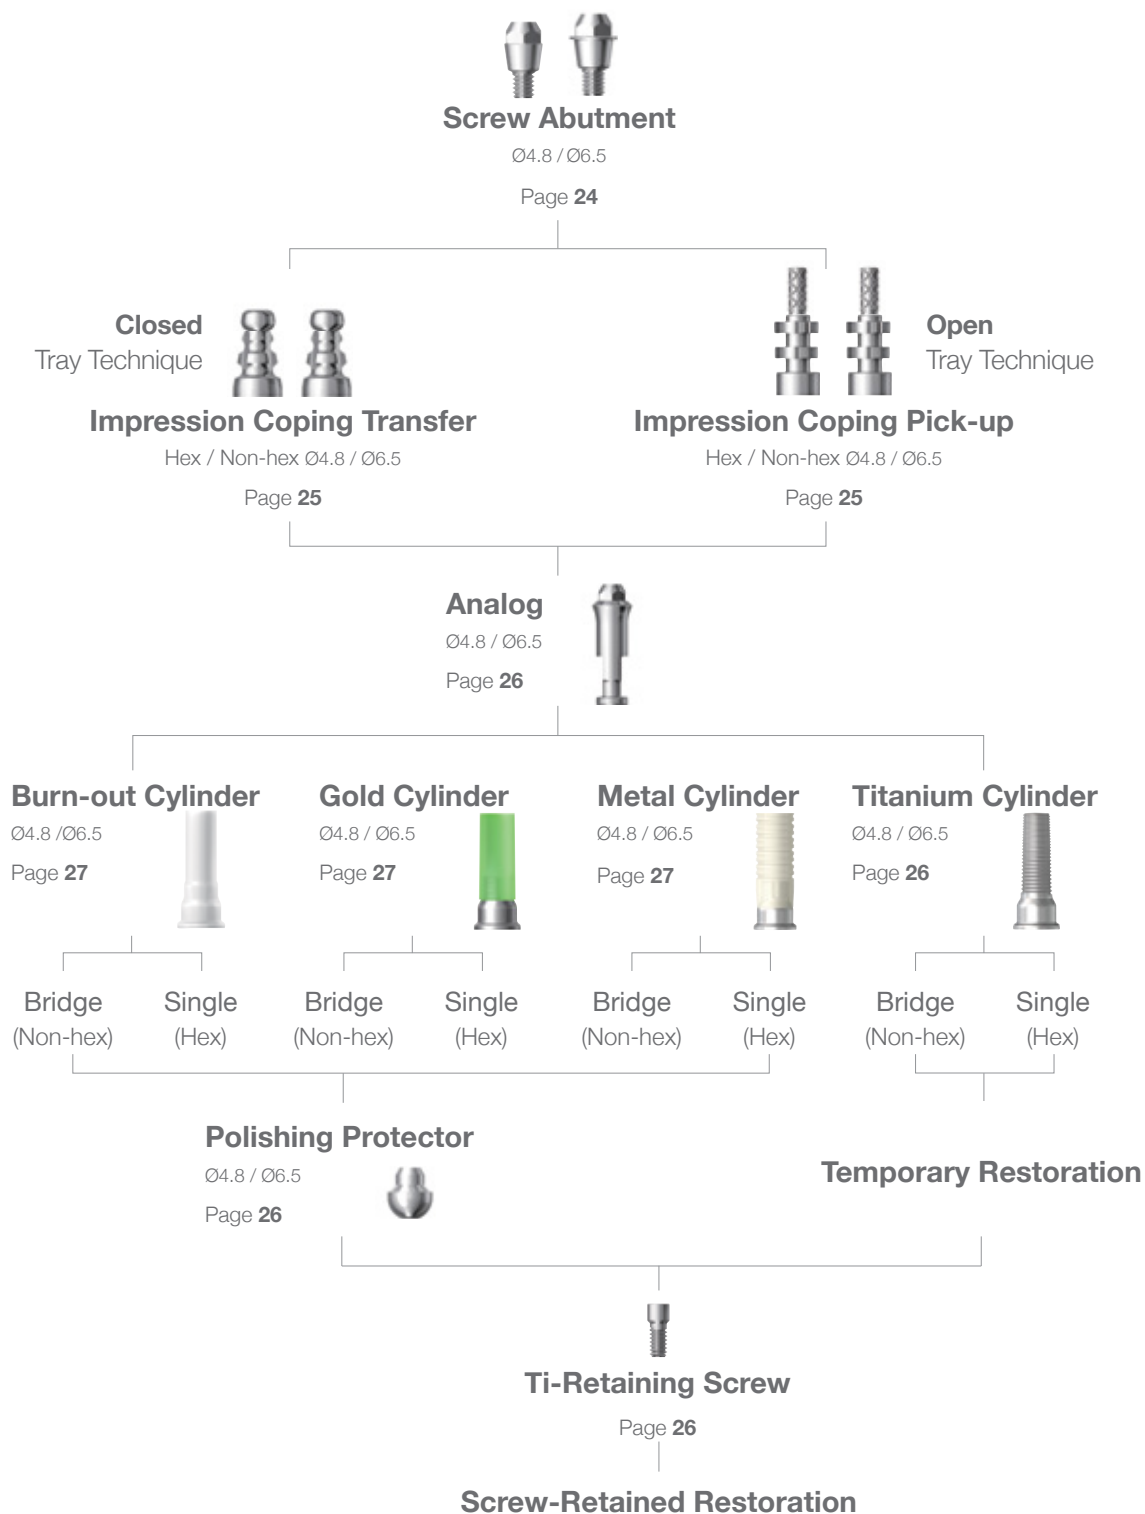 Screw Abutment
Ø4.8 / Ø6.5
Page 24
Closed
Tray Technique
Impression Coping Transfer
Hex / Non-hex Ø4.8 / Ø6.5
Page 25
Open
Tray Technique
Impression Coping Pick-up
Hex / Non-hex Ø4.8 / Ø6.5
Page 25
Analog
Ø4.8 / Ø6.5
Page 26
Burn-out Cylinder
Ø4.8 /Ø6.5
Page 27
Gold Cylinder
Ø4.8 / Ø6.5
Page 27
Metal Cylinder
Ø4.8 / Ø6.5
Page 27
Titanium Cylinder
Ø4.8 / Ø6.5
Page 26
Bridge
(Non-hex)
Single
(Hex)
Bridge
(Non-hex)
Single
(Hex)
Bridge
(Non-hex)
Single
(Hex)
Bridge
(Non-hex)
Single
(Hex)
Polishing Protector
Ø4.8 / Ø6.5
Page 26
Temporary Restoration
Ti-Retaining Screw
Page 26
Screw-Retained Restoration